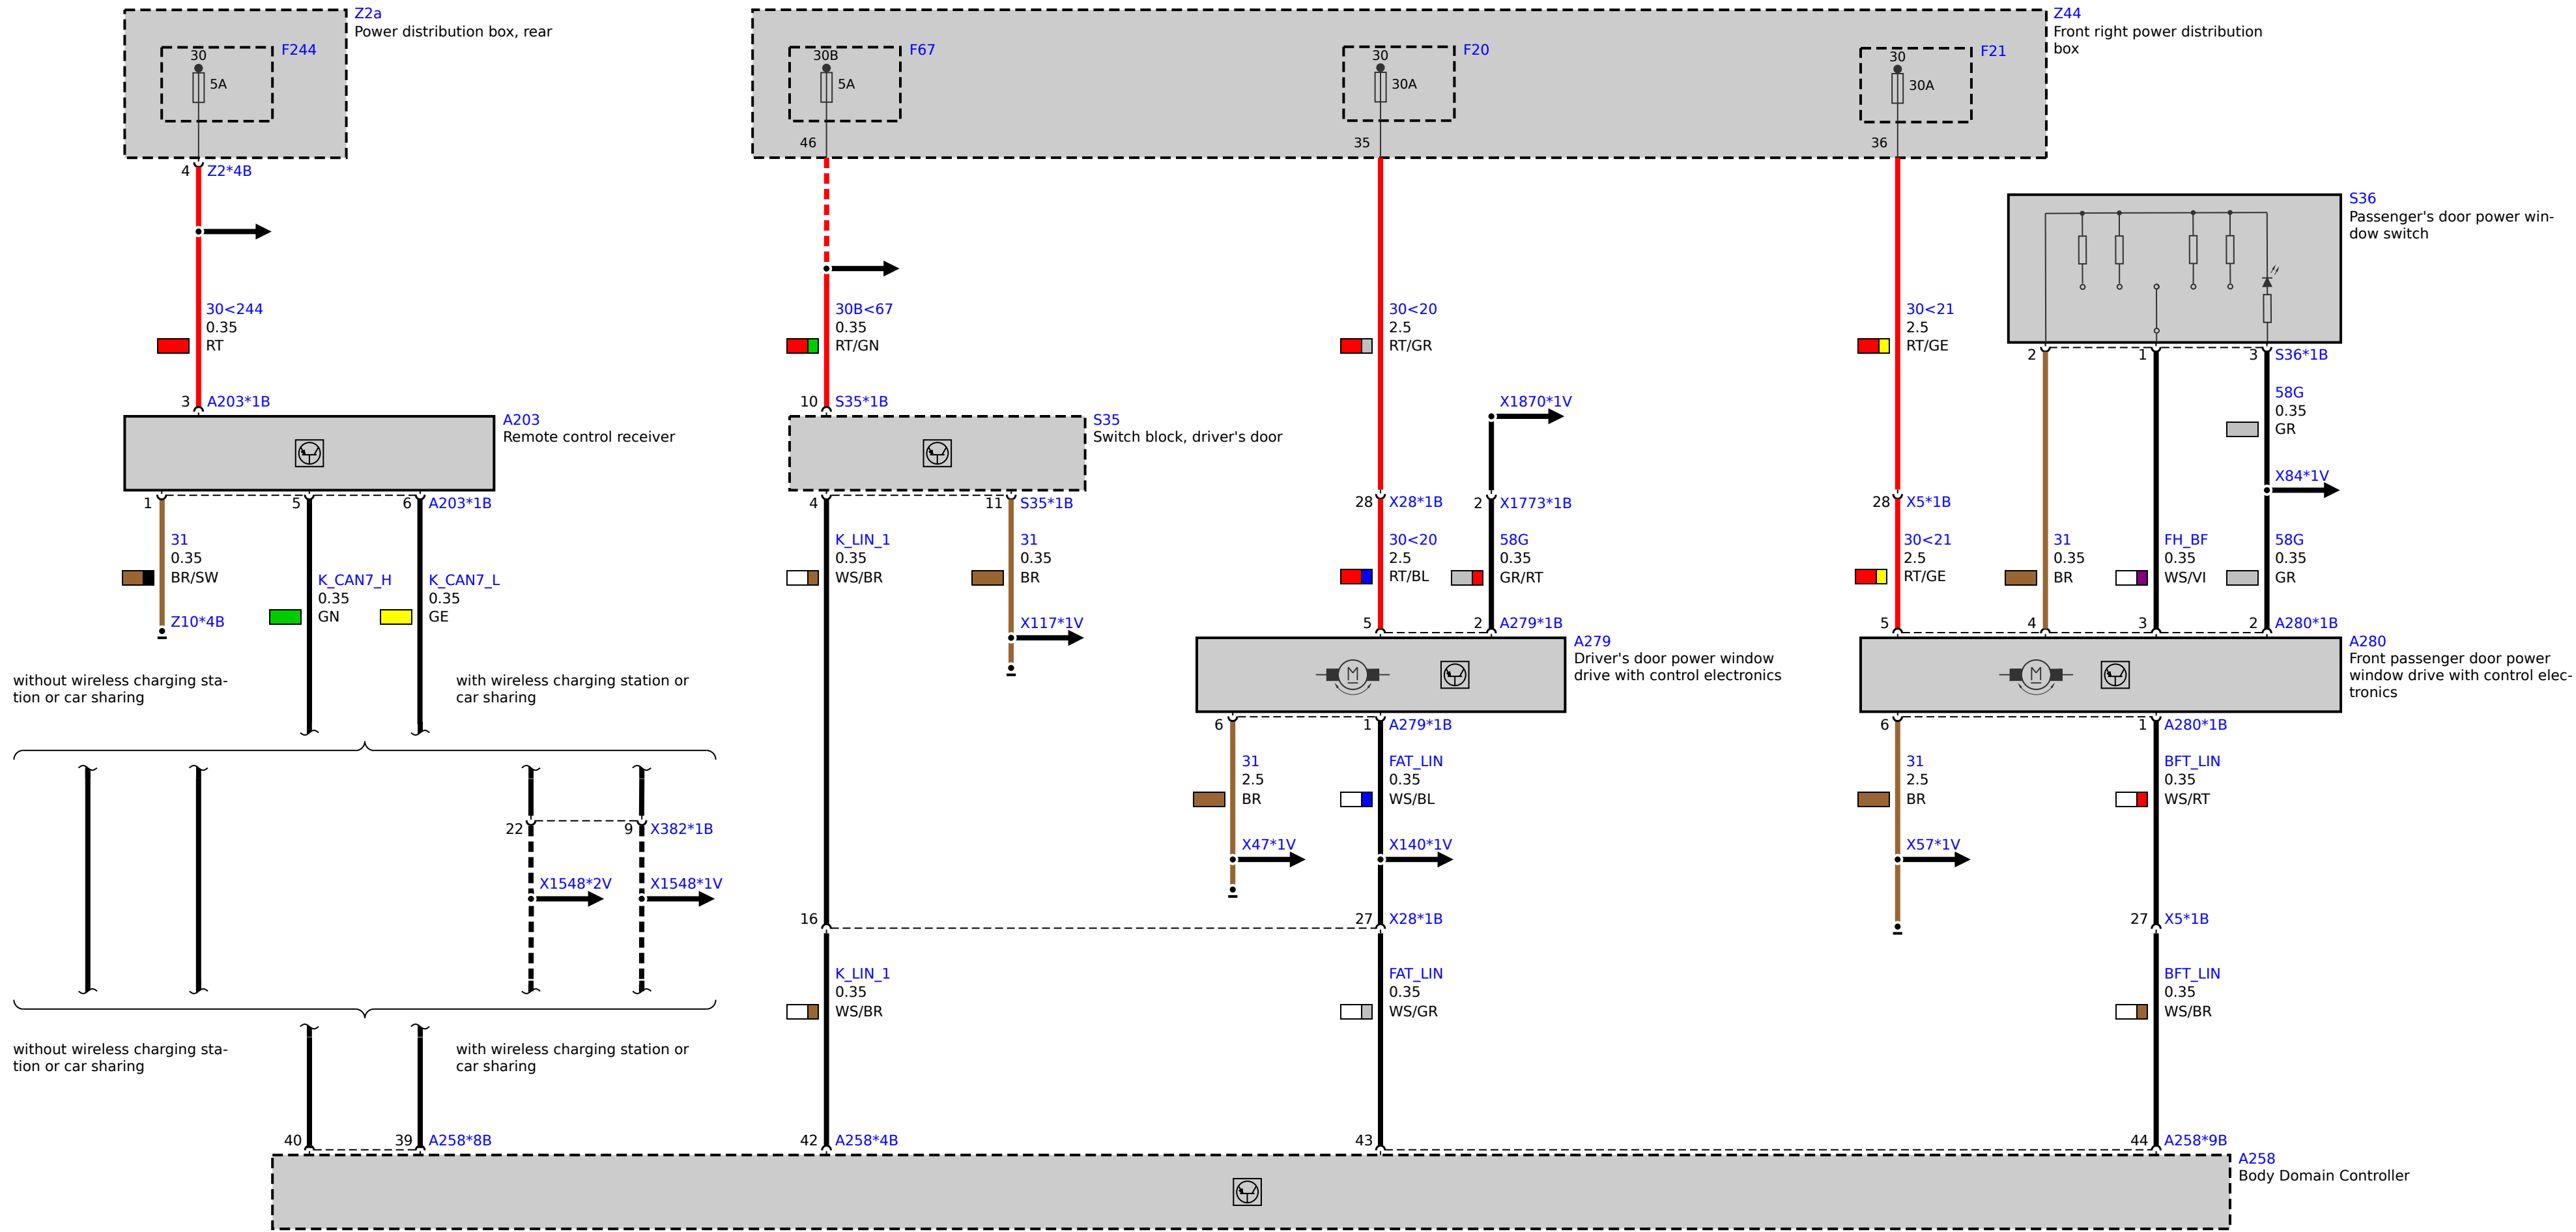 Z2a
Power distribution box, rear
30
F244
5A
Z44
Front right power distribution
box
30B
F67
5A
30
F20
30A
30
F21
30A
46
35
36
4
Z2*4B
S36
Passenger's door power win-
dow switch
30<244
0.35
RT
30B<67
0.35
RT/GN
30<20
2.5
RT/GR
30<21
2.5
RT/GE
2
1
3
S36*1B
58G
0.35
GR
3
A203*1B
10
S35*1B
X1870*1V
A203
Remote control receiver
S35
Switch block, driver's door
X84*1V
1
5
6
A203*1B
4
11
S35*1B
28
X28*1B
2
X1773*1B
28
X5*1B
31
0.35
BR/SW
K_CAN7_H
0.35
GN
K_CAN7_L
0.35
GE
K_LIN_1
0.35
WS/BR
31
0.35
BR
30<20
2.5
RT/BL
58G
0.35
GR/RT
30<21
2.5
RT/GE
31
0.35
BR
FH_BF
0.35
WS/VI
58G
0.35
GR
Z10*4B
X117*1V
5
2
A279*1B
5
4
3
2
A280*1B
A279
Driver's door power window
drive with control electronics
M
A280
Front passenger door power
window drive with control elec-
tronics
M
without wireless charging sta-
tion or car sharing
with wireless charging station or
car sharing
6
1
A279*1B
6
1
A280*1B
31
2.5
BR
FAT_LIN
0.35
WS/BL
31
2.5
BR
BFT_LIN
0.35
WS/RT
22
9
X382*1B
X47*1V
X140*1V
X57*1V
X1548*2V
X1548*1V
16
27
X28*1B
27
X5*1B
K_LIN_1
0.35
WS/BR
FAT_LIN
0.35
WS/GR
BFT_LIN
0.35
WS/BR
without wireless charging sta-
tion or car sharing
with wireless charging station or
car sharing
40
39
A258*8B
42
A258*4B
43
44
A258*9B
A258
Body Domain Controller